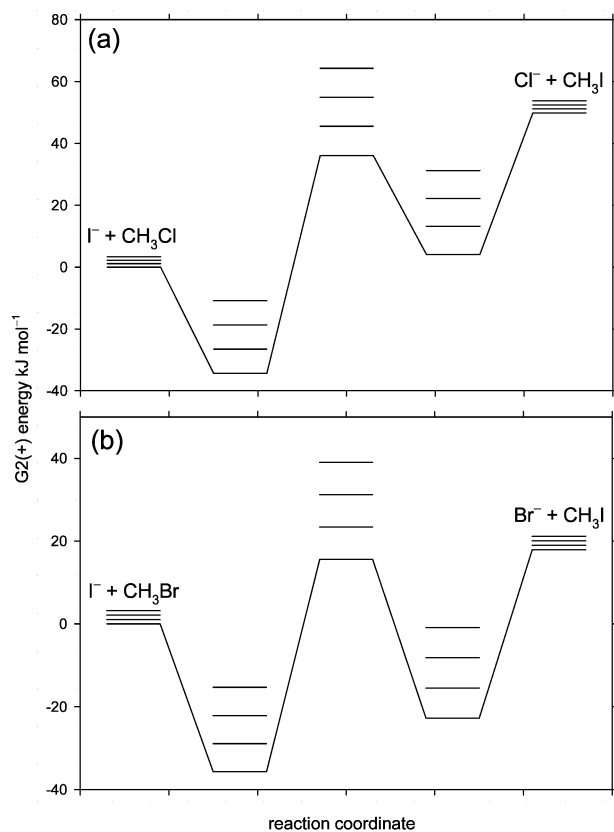 G2(+) energy kJ mol⁻¹
(a)
80
60
40
20
0
-20
-40
I⁻ + CH₃Cl
Cl⁻ + CH₃I
(b)
40
20
0
-20
-40
I⁻ + CH₃Br
Br⁻ + CH₃I
reaction coordinate